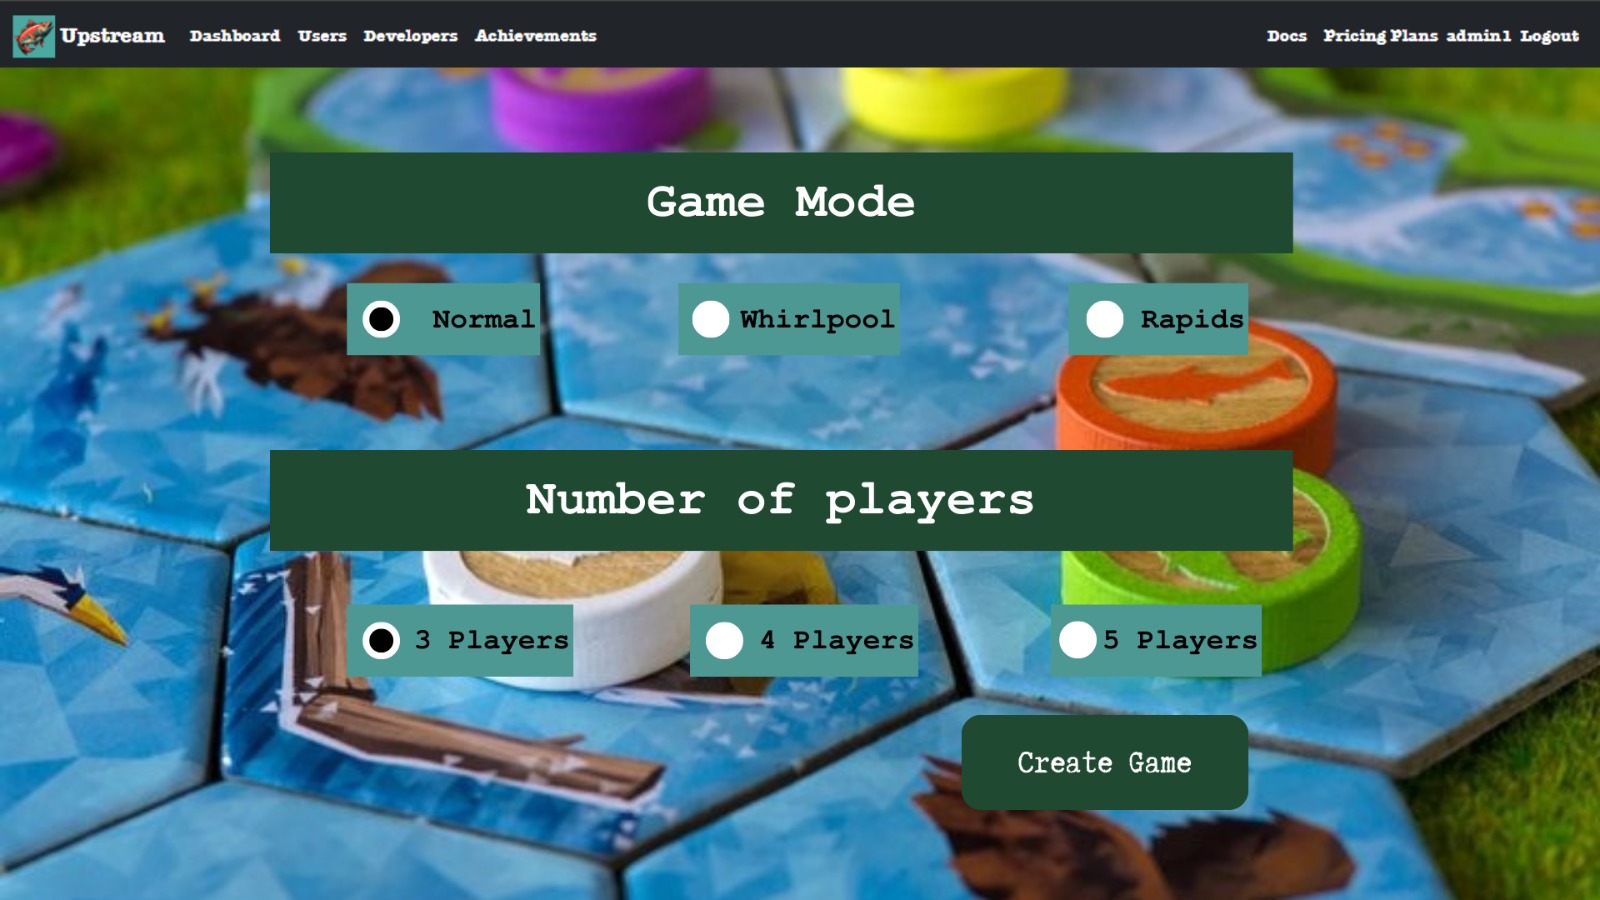 Upstream Dashboard Users Developers Achievements Docs Pricing Plans admin1 Logout
Game Mode
Normal Whirlpool Rapids
Number of players
3 Players 4 Players 5 Players
Create Game